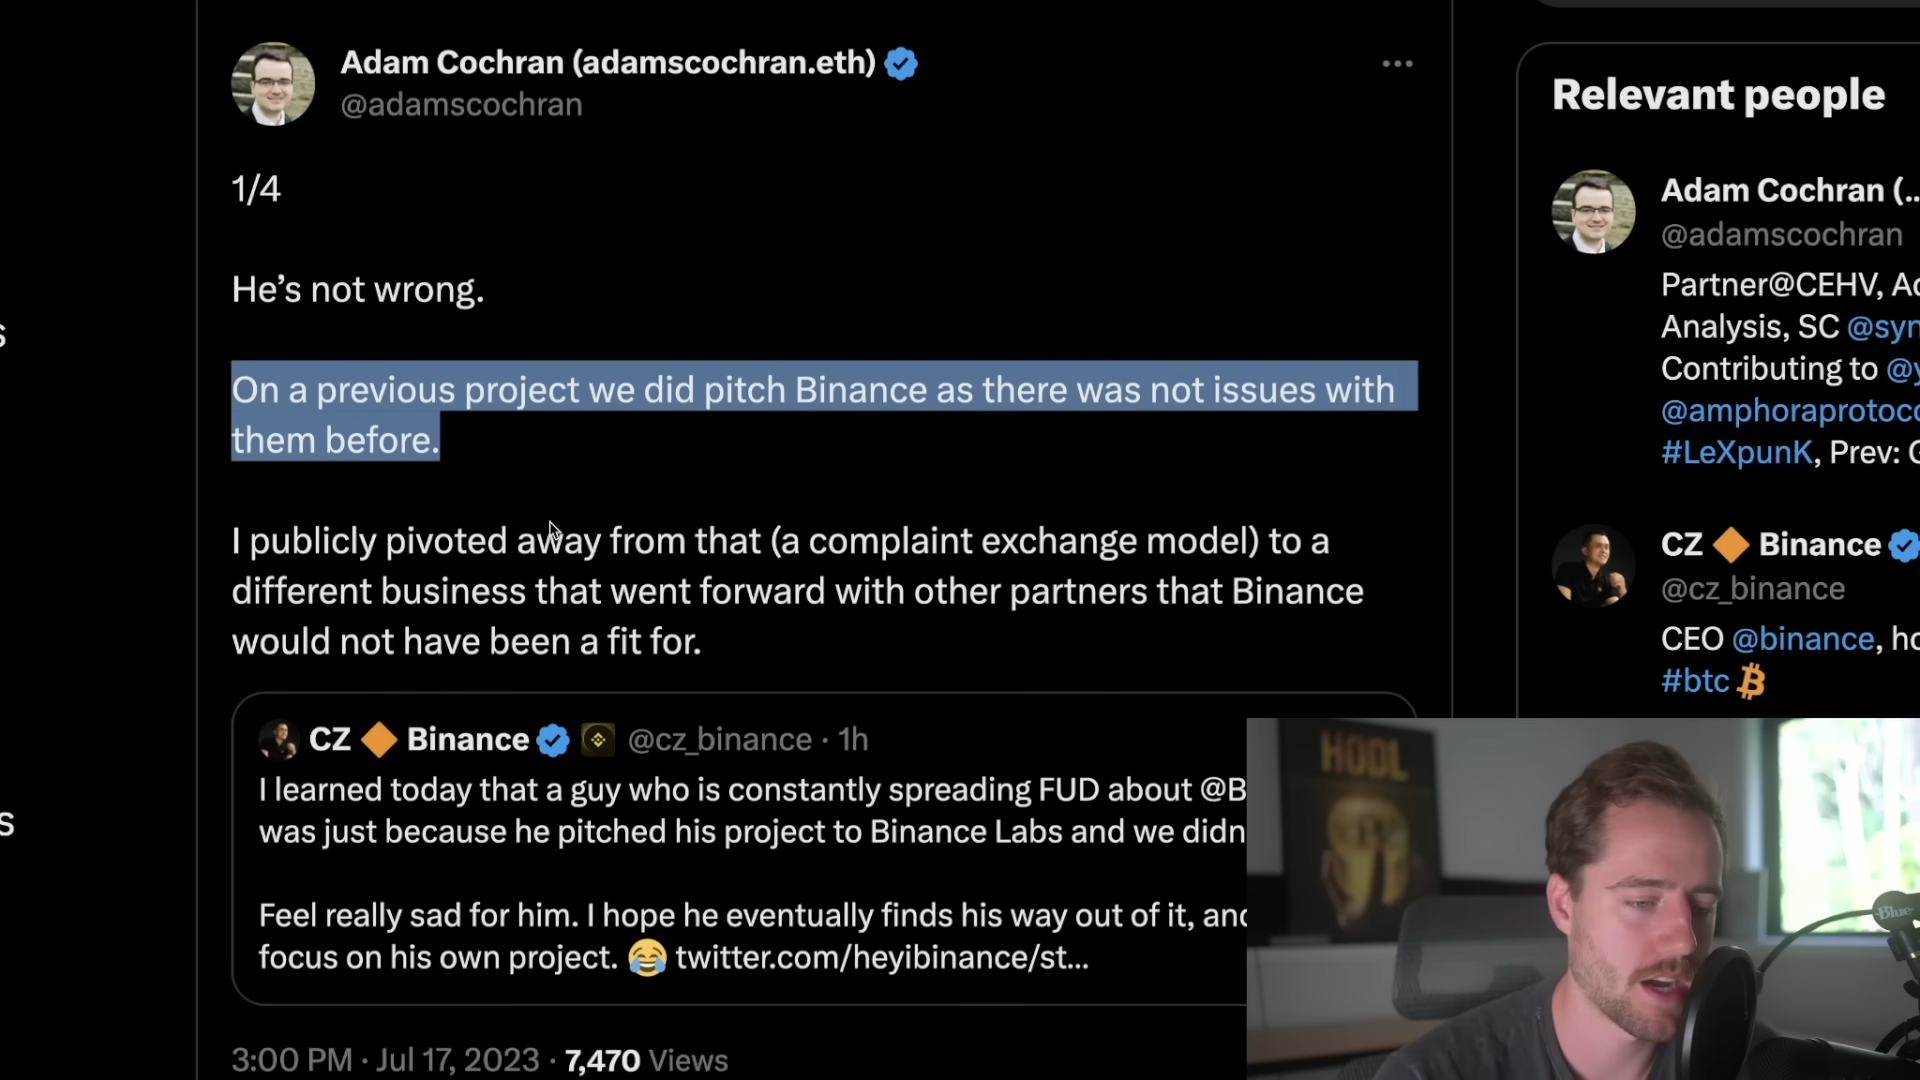 Adam Cochran (adamscochran.eth)
@adamscochran
1/4
He's not wrong.
On a previous project we did pitch Binance as there was not issues with
them before.
I publicly pivoted away from that (a complaint exchange model) to a
different business that went forward with other partners that Binance
would not have been a fit for.
CZ 🔶 Binance @cz_binance · 1h
I learned today that a guy who is constantly spreading FUD about @B
was just because he pitched his project to Binance Labs and we didn
Feel really sad for him. I hope he eventually finds his way out of it, and
focus on his own project. 😂 twitter.com/heyibinance/st...
3:00 PM · Jul 17, 2023 · 7,470 Views
Relevant people
Adam Cochran (...
@adamscochran
Partner@CEHV, Ad
Analysis, SC @syn
Contributing to @y
@amphoraprotoco
#LeXpunK, Prev: G
CZ 🔶 Binance
@cz_binance
CEO @binance, ho
#btc
HODL
Blue